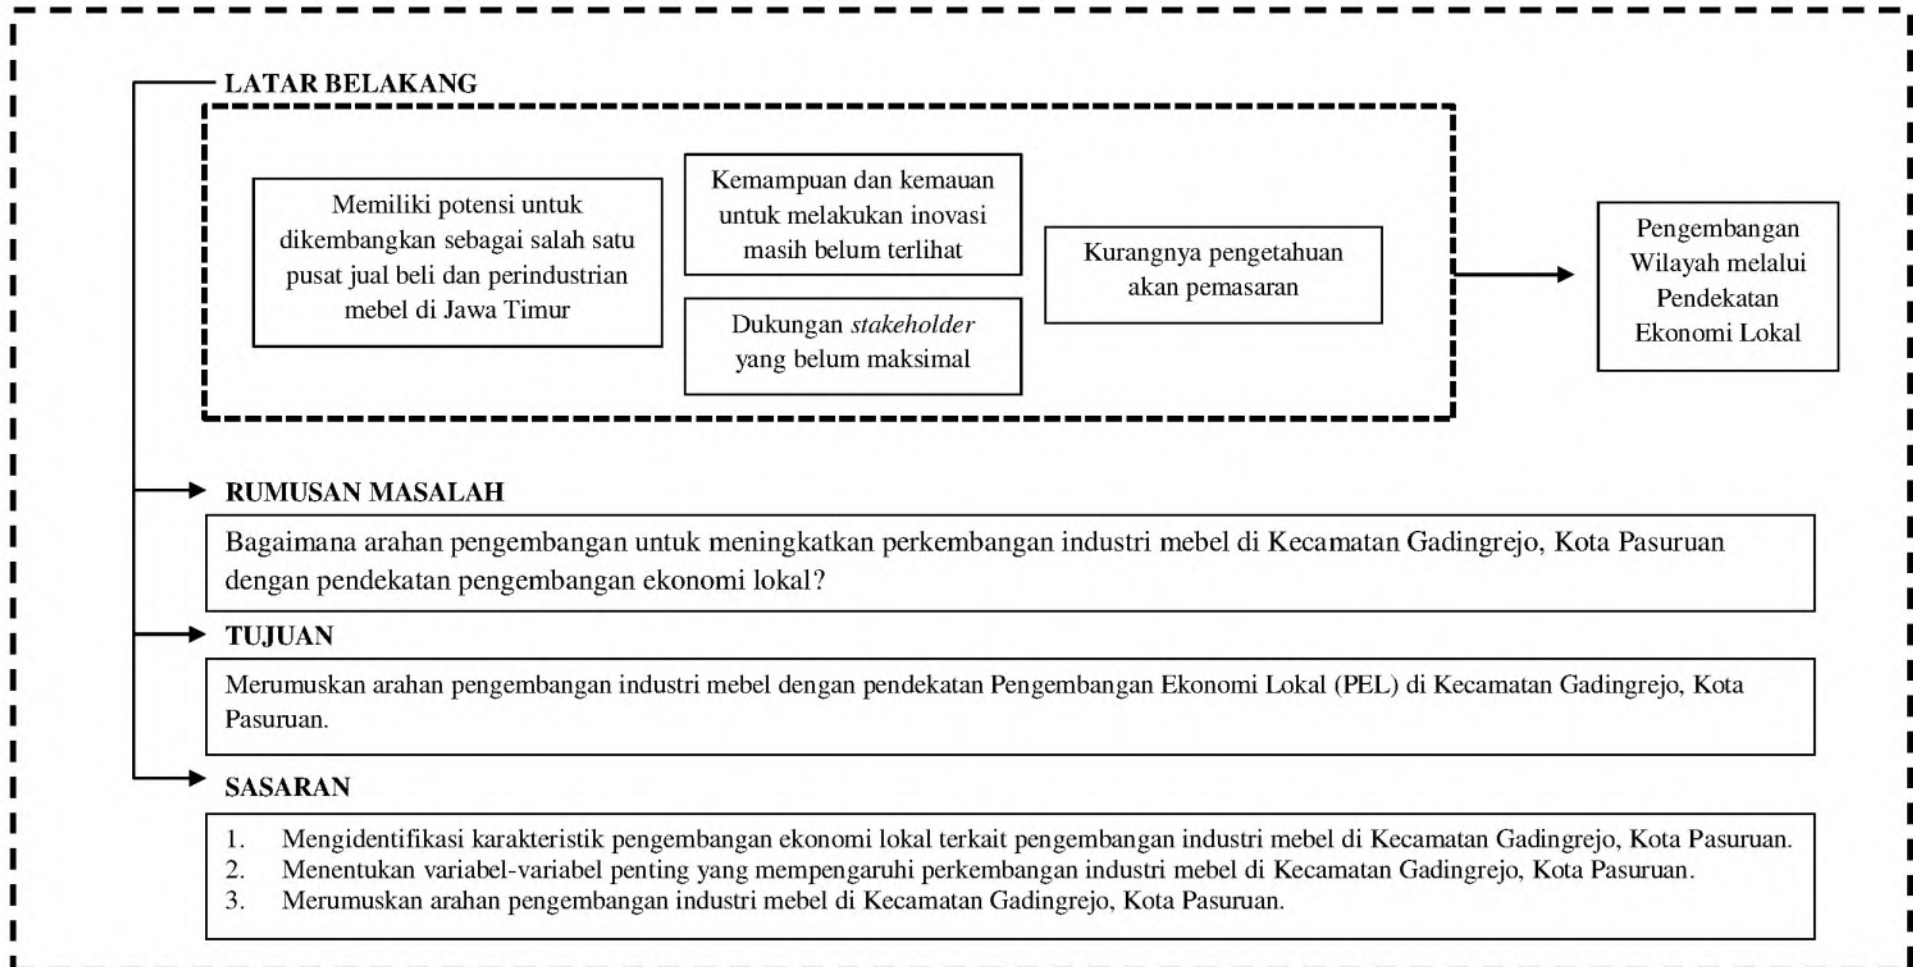 LATAR BELAKANG
Memiliki potensi untuk
dikembangkan sebagai salah satu
pusat jual beli dan perindustrian
mebel di Jawa Timur
Kemampuan dan kemauan
untuk melakukan inovasi
masih belum terlihat
Dukungan stakeholder
yang belum maksimal
Kurangnya pengetahuan
akan pemasaran
Pengembangan
Wilayah melalui
Pendekatan
Ekonomi Lokal
RUMUSAN MASALAH
Bagaimana arahan pengembangan untuk meningkatkan perkembangan industri mebel di Kecamatan Gadingrejo, Kota Pasuruan
dengan pendekatan pengembangan ekonomi lokal?
TUJUAN
Merumuskan arahan pengembangan industri mebel dengan pendekatan Pengembangan Ekonomi Lokal (PEL) di Kecamatan Gadingrejo, Kota
Pasuruan.
SASARAN
1. Mengidentifikasi karakteristik pengembangan ekonomi lokal terkait pengembangan industri mebel di Kecamatan Gadingrejo, Kota Pasuruan.
2. Menentukan variabel-variabel penting yang mempengaruhi perkembangan industri mebel di Kecamatan Gadingrejo, Kota Pasuruan.
3. Merumuskan arahan pengembangan industri mebel di Kecamatan Gadingrejo, Kota Pasuruan.